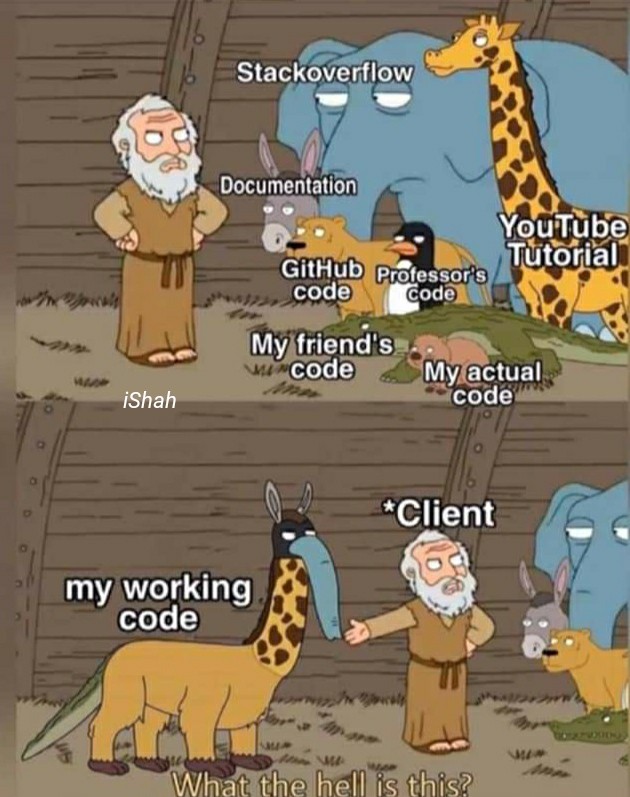 Stackoverflow
Documentation
YouTube
Tutorial
GitHub
code
Professor's
Code
My friend's
code
My actual
code
iShah
*Client
my working
code
What the hell is this?